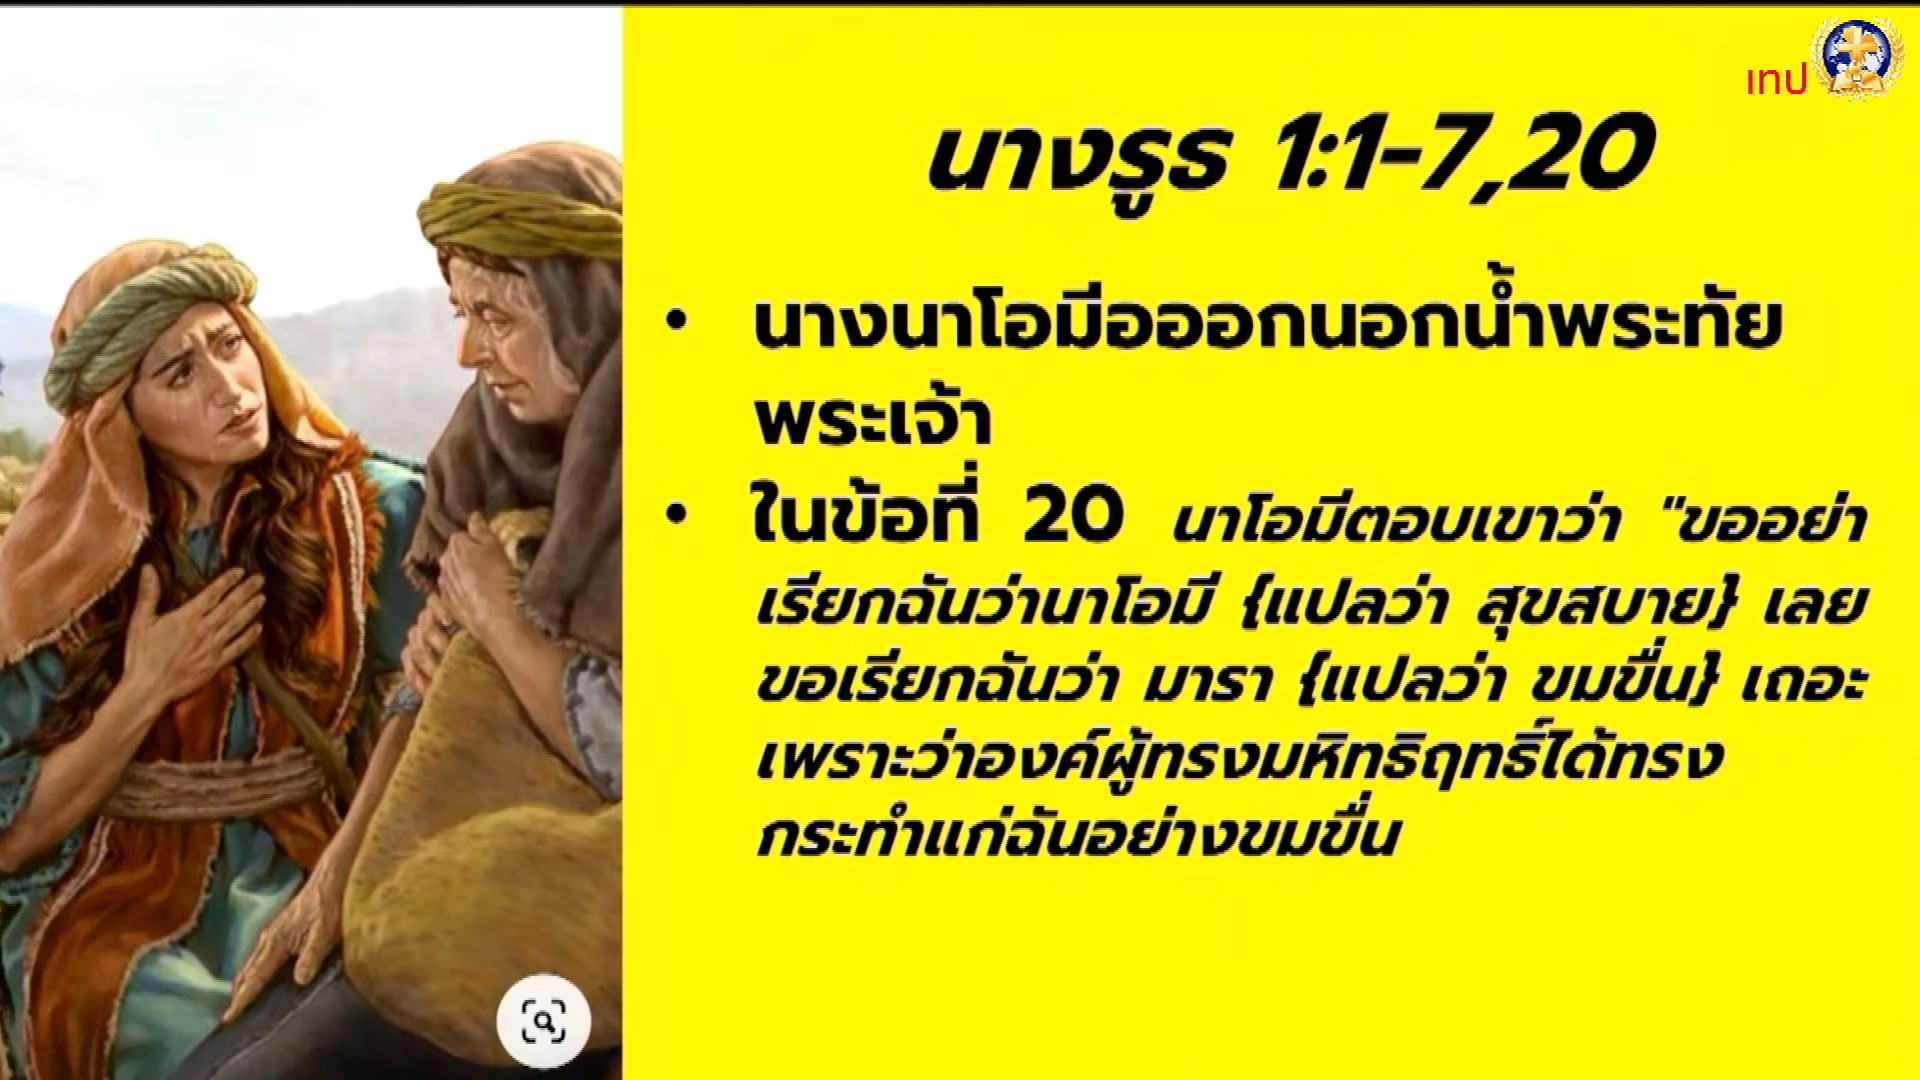 เทป
นางรูธ 1:1-7,20
• นางนาโอมีอออกนอกน้ำพระทัย
พระเจ้า
• ในข้อที่ 20 นาโอมีตอบเขาว่า "ขออย่า
เรียกฉันว่านาโอมี {แปลว่า สุขสบาย} เลย
ขอเรียกฉันว่า มารา {แปลว่า ขมขื่น} เถอะ
เพราะว่าองค์ผู้ทรงมหิทธิฤทธิ์ได้ทรง
กระทำแก่ฉันอย่างขมขื่น